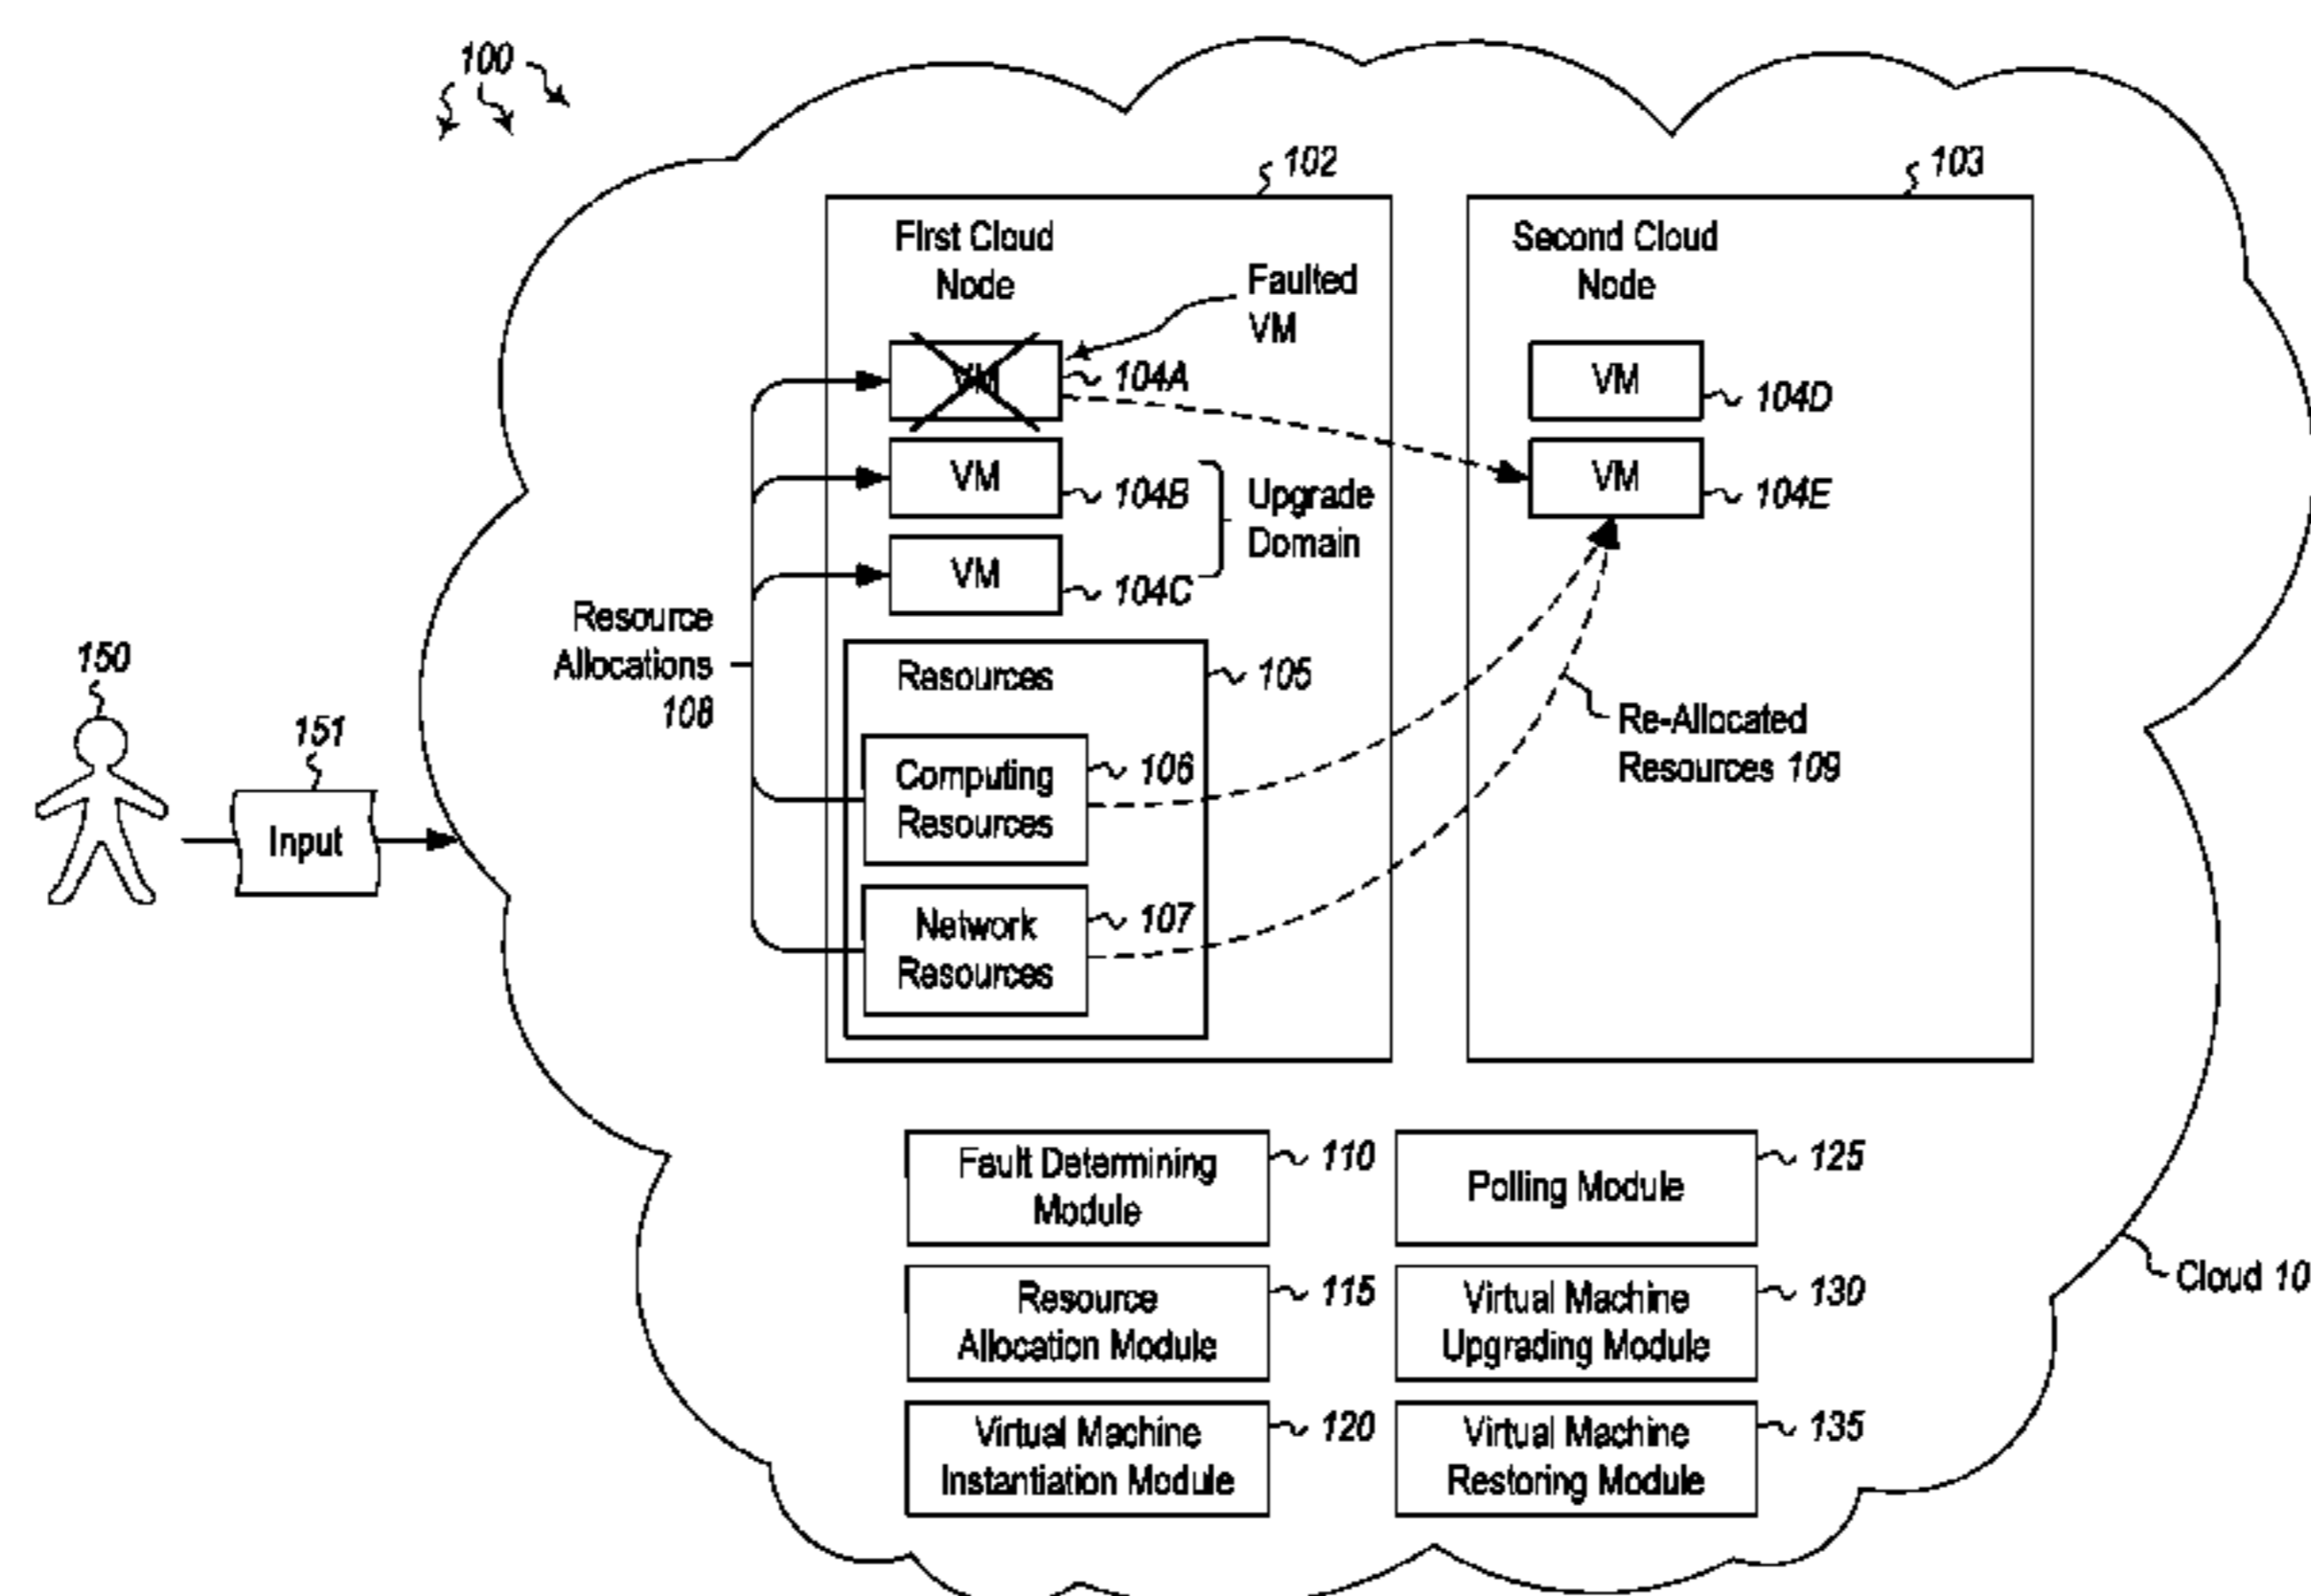 100
102
103
First Cloud
Node
Second Cloud
Node
Faulted
VM
VM
104A
VM
104D
VM
104B
Upgrade
Domain
VM
104E
VM
104C
Resource
Allocations
108
Resources
105
Re-Allocated
Resources 109
Computing
Resources
106
Network
Resources
107
150
151
Input
Fault Determining
Module
110
Polling Module
125
Resource
Allocation Module
115
Virtual Machine
Upgrading Module
130
Cloud 10
Virtual Machine
Instantiation Module
120
Virtual Machine
Restoring Module
135